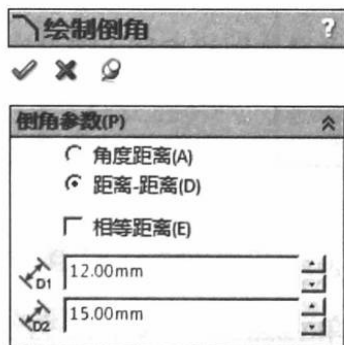 绘制倒角 ?
倒角参数(P)
角度距离(A)
距离-距离(D)
相等距离(E)
D1 12.00mm
D2 15.00mm